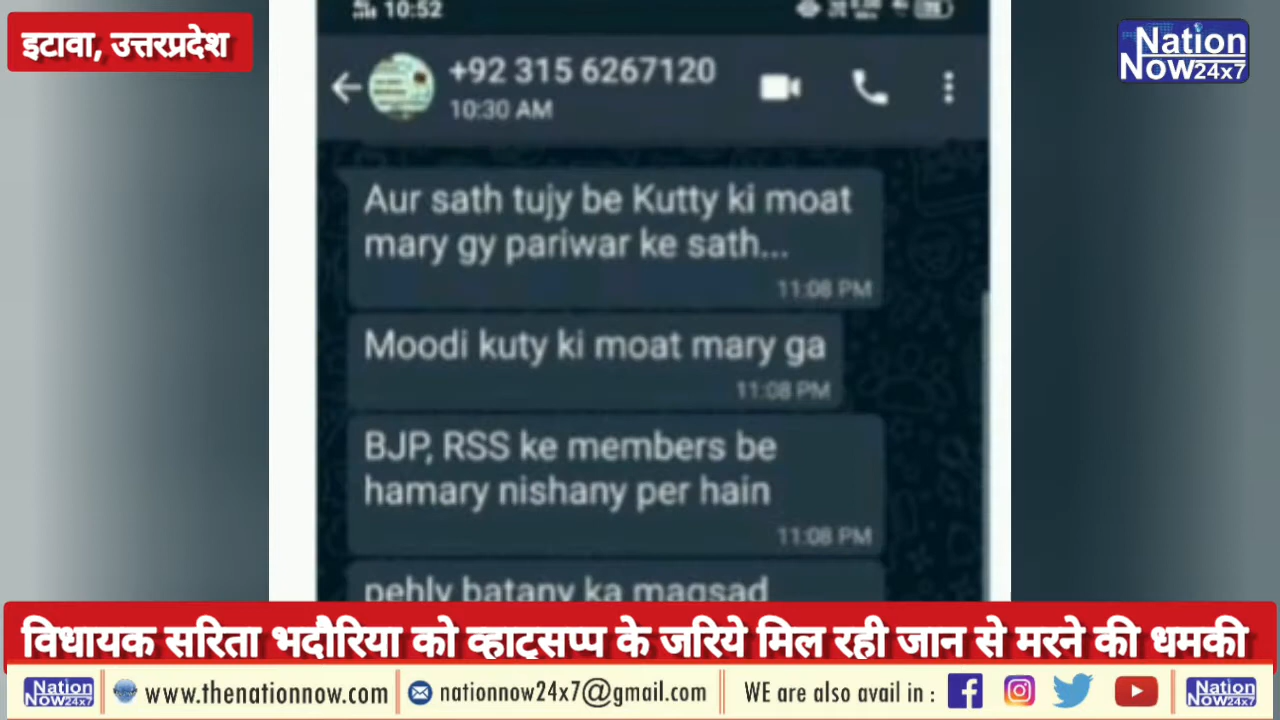 इटावा, उत्तरप्रदेश
Nation
Now24x7
10:52
+92 315 6267120
10:30 AM
Aur sath tujy be Kutty ki moat
mary gy pariwar ke sath...
11:08 PM
Moodi kuty ki moat mary ga
11:08 PM
BJP, RSS ke members be
hamary nishany per hain
11:08 PM
pehly batany ka maqsad
विधायक सरिता भदौरिया को व्हाट्सप्प के जरिये मिल रही जान से मरने की धमकी
Nation
Now24x7
www.thenationnow.com
nationnow24x7@gmail.com
WE are also avail in :
Nation
Now24x7